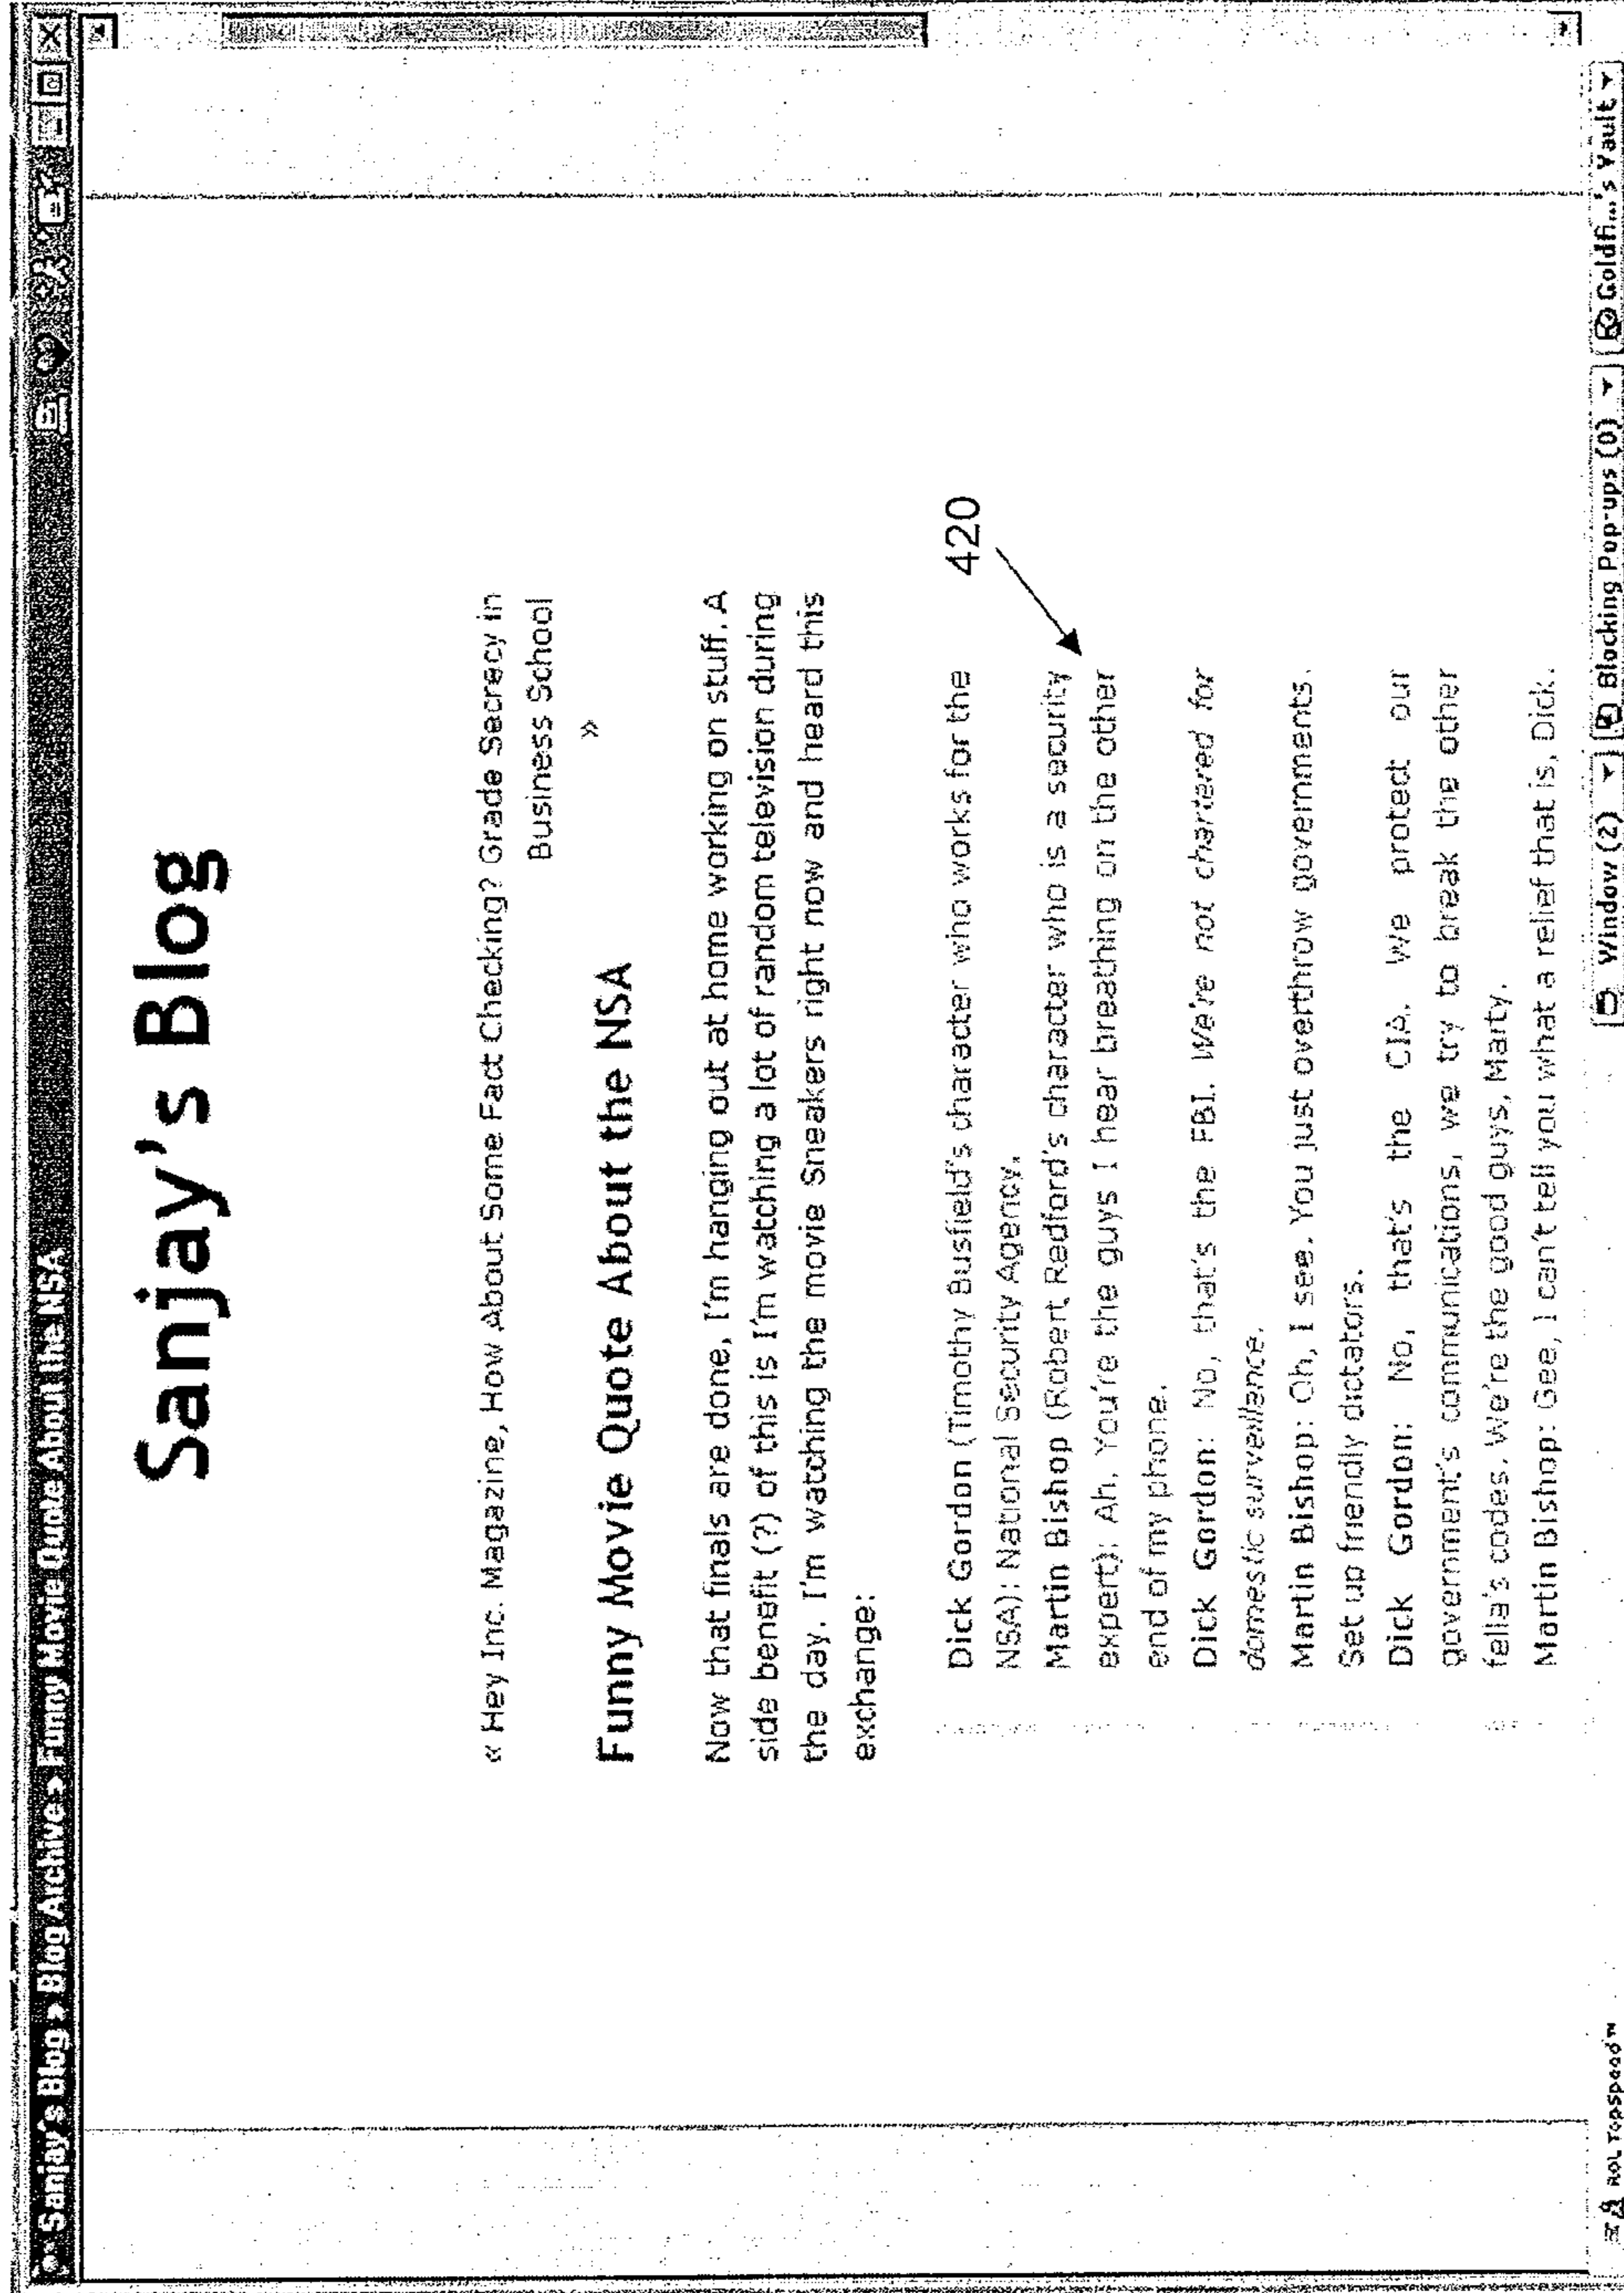 Sanjay's Blog > Blog Archive > Funny Movie Quote About the NSA
Sanjay's Blog
« Hey Inc. Magazine, How About Some Fact Checking? Grade Secrecy in
Business School
»
Funny Movie Quote About the NSA
Now that finals are done, I'm hanging out at home working on stuff. A
side benefit (?) of this is I'm watching a lot of random television during
the day. I'm watching the movie Sneakers right now and heard this
exchange:
420
Dick Gordon (Timothy Busfield's character who works for the
NSA): National Security Agency.
Martin Bishop (Robert Redford's character who is a security
expert): Ah. You're the guys I hear breathing on the other
end of my phone.
Dick Gordon: No, that's the FBI. We're not chartered for
domestic surveillance.
Martin Bishop: Oh, I see. You just overthrow governments.
Set up friendly dictators.
Dick Gordon: No, that's the CIA. We protect our
government's communications, we try to break the other
fella's codes. We're the good guys, Marty.
Martin Bishop: Gee, I can't tell you what a relief that is, Dick.
AOL TopSpeed™
Window (2)
Blocking Pop-ups (0)
Goldfi...'s Vault